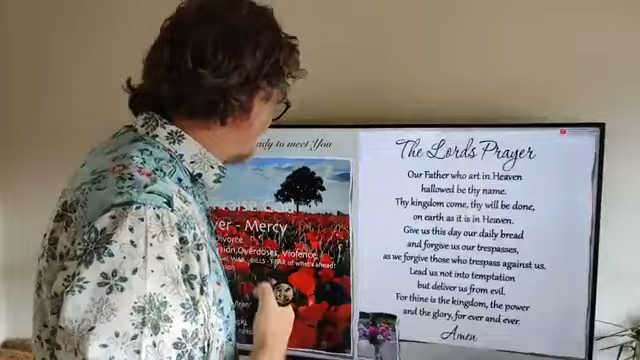 ady to meet You
The Lords Prayer
Our Father who art in Heaven
hallowed be thy name.
Thy kingdom come, thy will be done,
on earth as it is in heaven.
Give us this day our daily bread
and forgive us our trespasses,
as we forgive those who trespass against us.
Lead us not into temptation
but deliver us from evil,
For thine is the kingdom, the power
and the glory, for ever and ever.
Amen
ver - Mercy
Divorce
Overdoses, Violence
WAR - BILLS - FEAR of what's ahead?